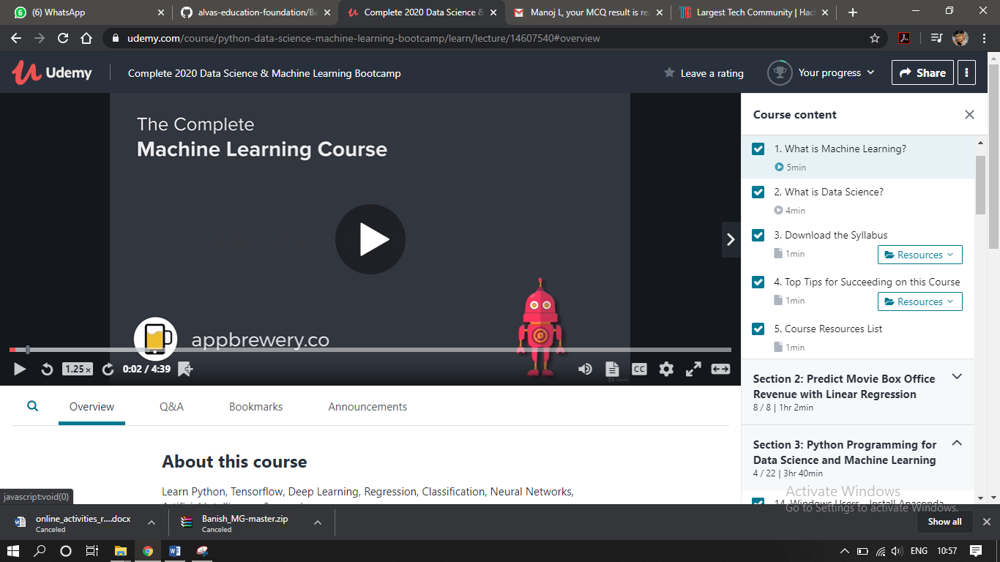 (6) WhatsApp
alvas-education-foundation/Ba
Complete 2020 Data Science &
Manoj L, your MCQ result is re
Largest Tech Community | Hac
udemy.com/course/python-data-science-machine-learning-bootcamp/learn/lecture/14607540#overview
Udemy
Complete 2020 Data Science & Machine Learning Bootcamp
Leave a rating
Your progress
Share
The Complete
Machine Learning Course
appbrewery.co
1.25x
0:02 / 4:39
CC
Course content
1. What is Machine Learning?
5min
2. What is Data Science?
4min
3. Download the Syllabus
1min
Resources
4. Top Tips for Succeeding on this Course
1min
Resources
5. Course Resources List
1min
Section 2: Predict Movie Box Office
Revenue with Linear Regression
8 / 8 | 1hr 2min
Section 3: Python Programming for
Data Science and Machine Learning
4 / 22 | 3hr 40min
14. Windows Users - Install Anaconda
Overview
Q&A
Bookmarks
Announcements
About this course
Learn Python, Tensorflow, Deep Learning, Regression, Classification, Neural Networks,
Activate Windows
Go to Settings to activate Windows.
javascript:void(0)
online_activities_r....docx
Canceled
Banish_MG-master.zip
Canceled
Show all
ENG
10:57